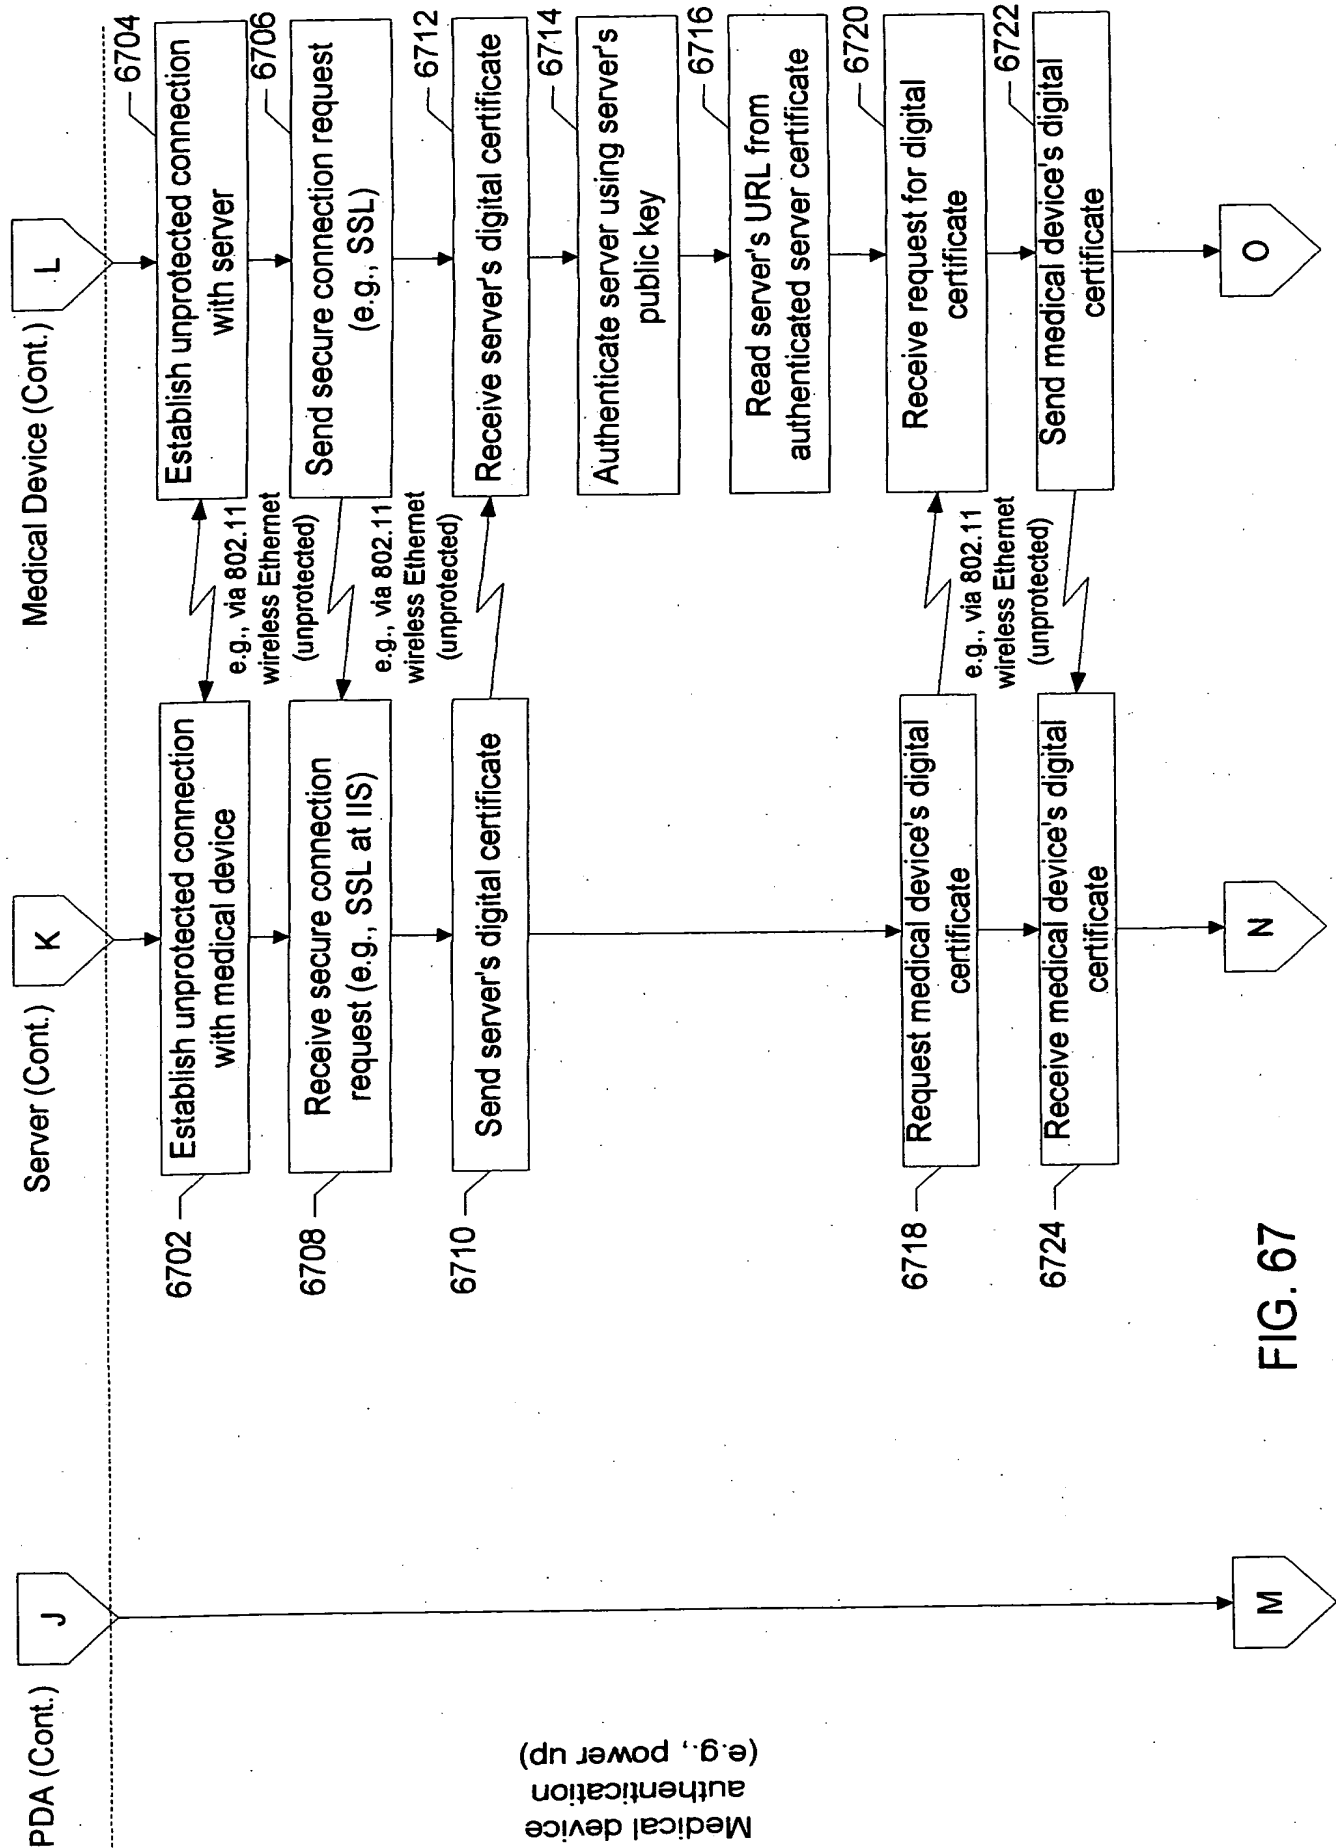 PDA (Cont.)
Server (Cont.)
Medical Device (Cont.)
J
K
L
Medical device
authentication
(e.g., power up)
6702
Establish unprotected connection
with medical device
6704
Establish unprotected connection
with server
e.g., via 802.11
wireless Ethernet
(unprotected)
6706
Send secure connection request
(e.g., SSL)
6708
Receive secure connection
request (e.g., SSL at IIS)
e.g., via 802.11
wireless Ethernet
(unprotected)
6710
Send server's digital certificate
6712
Receive server's digital certificate
6714
Authenticate server using server's
public key
6716
Read server's URL from
authenticated server certificate
6718
Request medical device's digital
certificate
6720
Receive request for digital
certificate
e.g., via 802.11
wireless Ethernet
(unprotected)
6722
Send medical device's digital
certificate
6724
Receive medical device's digital
certificate
M
N
O
FIG. 67